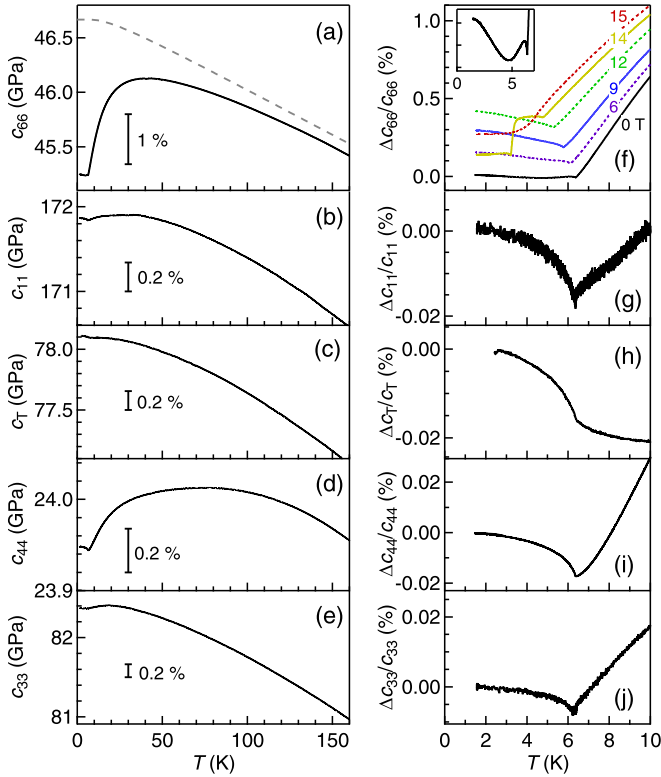 (a)
46.5
46.0
45.5
c66 (GPa)
1 %
(b)
172
171
c11 (GPa)
0.2 %
(c)
78.0
77.5
cT (GPa)
0.2 %
(d)
24.0
23.9
c44 (GPa)
0.2 %
(e)
82
81
c33 (GPa)
0.2 %
0 50 100 150
T (K)
1.0
0.5
0.0
Δc66/c66 (%)
0 5
15
14
12
9
6
0 T
(f)
0.00
-0.02
Δc11/c11 (%)
(g)
0.00
-0.02
ΔcT/cT (%)
(h)
0.02
0.00
-0.02
Δc44/c44 (%)
(i)
0.02
0.00
Δc33/c33 (%)
(j)
0 2 4 6 8 10
T (K)